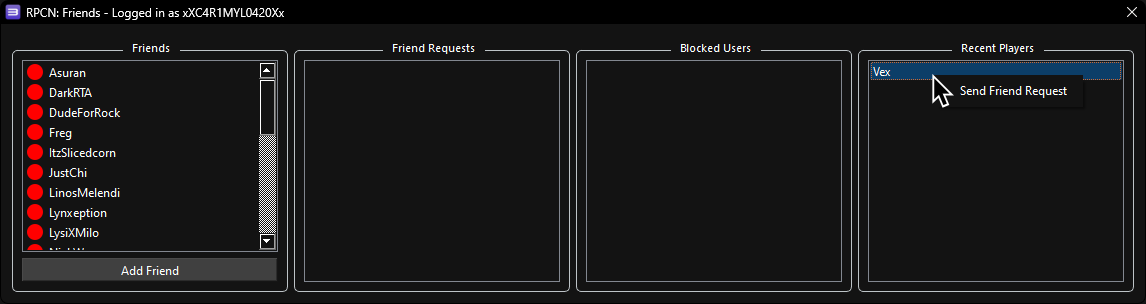 RPCN: Friends - Logged in as xXC4R1MYL0420Xx
Friends
Asuran
DarkRTA
DudeForRock
Freg
ItzSlicedcorn
JustChi
LinosMelendi
Lynxeption
LysiXMilo
Add Friend
Friend Requests
Blocked Users
Recent Players
Vex
Send Friend Request